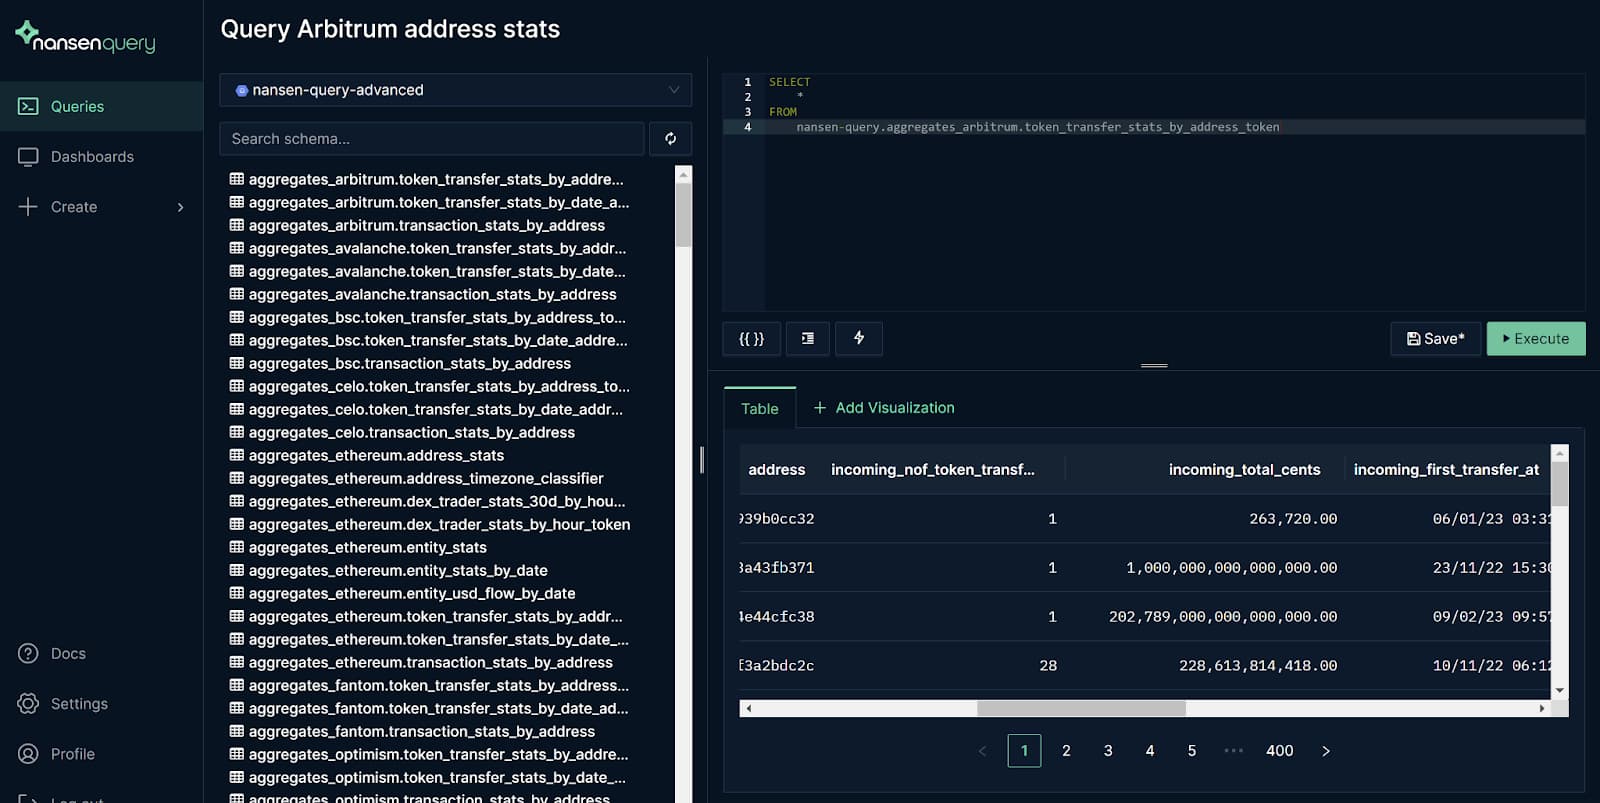 nansenquery
Queries
Dashboards
Create
Docs
Settings
Profile
Log out
Query Arbitrum address stats
nansen-query-advanced
Search schema...
aggregates_arbitrum.token_transfer_stats_by_addre...
aggregates_arbitrum.token_transfer_stats_by_date_a...
aggregates_arbitrum.transaction_stats_by_address
aggregates_avalanche.token_transfer_stats_by_addr...
aggregates_avalanche.token_transfer_stats_by_date...
aggregates_avalanche.transaction_stats_by_address
aggregates_bsc.token_transfer_stats_by_address_to...
aggregates_bsc.token_transfer_stats_by_date_addre...
aggregates_bsc.transaction_stats_by_address
aggregates_celo.token_transfer_stats_by_address_to...
aggregates_celo.token_transfer_stats_by_date_addr...
aggregates_celo.transaction_stats_by_address
aggregates_ethereum.address_stats
aggregates_ethereum.address_timezone_classifier
aggregates_ethereum.dex_trader_stats_30d_by_hou...
aggregates_ethereum.dex_trader_stats_by_hour_token
aggregates_ethereum.entity_stats
aggregates_ethereum.entity_stats_by_date
aggregates_ethereum.entity_usd_flow_by_date
aggregates_ethereum.token_transfer_stats_by_addr...
aggregates_ethereum.token_transfer_stats_by_date_...
aggregates_ethereum.transaction_stats_by_address
aggregates_fantom.token_transfer_stats_by_address...
aggregates_fantom.token_transfer_stats_by_date_ad...
aggregates_fantom.transaction_stats_by_address
aggregates_optimism.token_transfer_stats_by_addre...
aggregates_optimism.token_transfer_stats_by_date_...
aggregates_optimism.transaction_stats_by_address
1 SELECT
2 *
3 FROM
4 nansen-query.aggregates_arbitrum.token_transfer_stats_by_address_token
{{ }} Save* Execute
Table + Add Visualization
address incoming_nof_token_transf... incoming_total_cents incoming_first_transfer_at
939b0cc32 1 263,720.00 06/01/23 03:31
3a43fb371 1 1,000,000,000,000,000.00 23/11/22 15:30
4e44cfc38 1 202,789,000,000,000,000.00 09/02/23 09:57
f3a2bdc2c 28 228,613,814,418.00 10/11/22 06:12
< 1 2 3 4 5 ••• 400 >